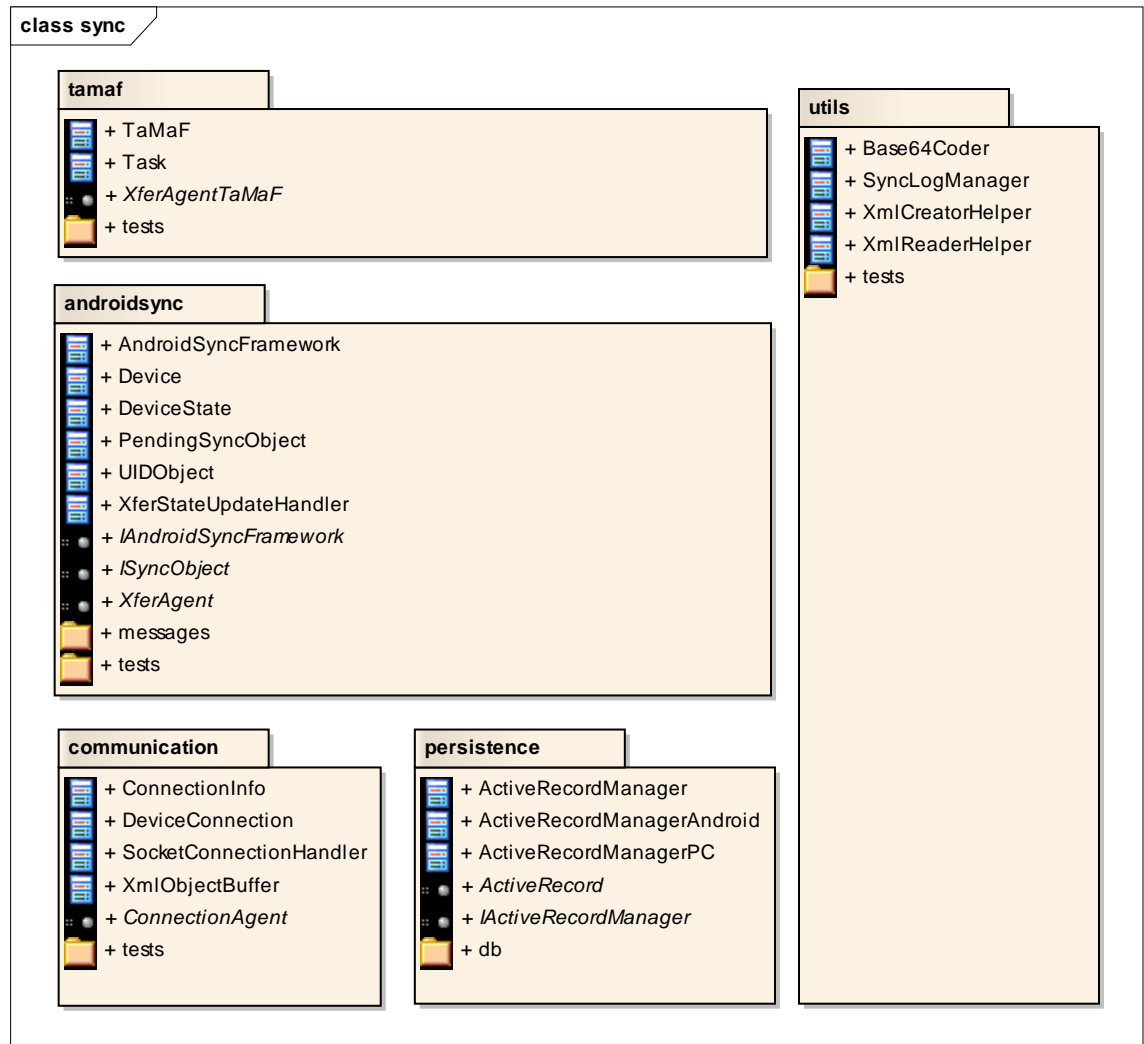 class sync
tamaf
+ TaMaF
+ Task
+ XferAgentTaMaF
+ tests
androidsync
+ AndroidSyncFramework
+ Device
+ DeviceState
+ PendingSyncObject
+ UIDObject
+ XferStateUpdateHandler
+ IAndroidSyncFramework
+ ISyncObject
+ XferAgent
+ messages
+ tests
communication
+ ConnectionInfo
+ DeviceConnection
+ SocketConnectionHandler
+ XmlObjectBuffer
+ ConnectionAgent
+ tests
persistence
+ ActiveRecordManager
+ ActiveRecordManagerAndroid
+ ActiveRecordManagerPC
+ ActiveRecord
+ IActiveRecordManager
+ db
utils
+ Base64Coder
+ SyncLogManager
+ XmlCreatorHelper
+ XmlReaderHelper
+ tests